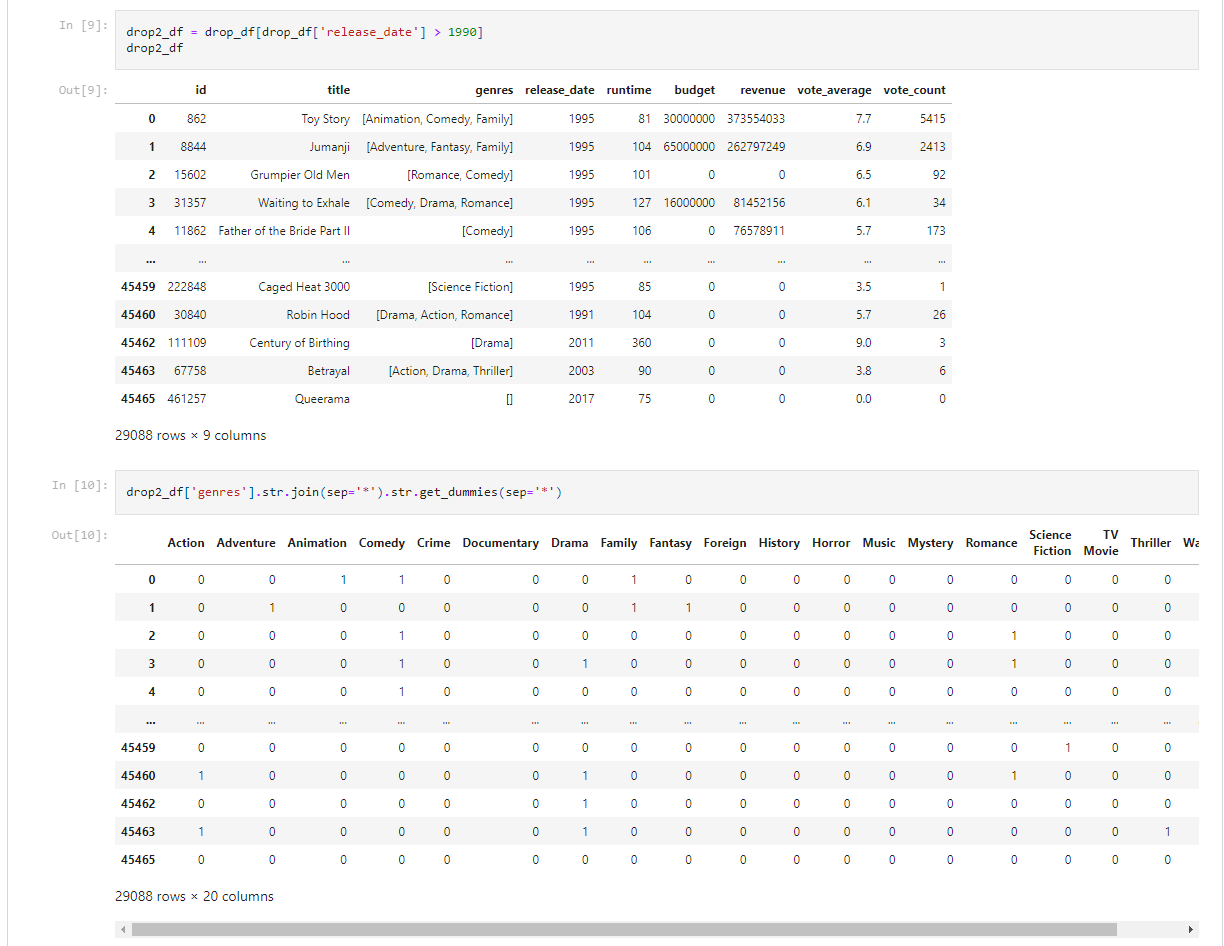 In [9]:
drop2_df = drop_df[drop_df['release_date'] > 1990]
drop2_df
Out[9]:
id title genres release_date runtime budget revenue vote_average vote_count
0 862 Toy Story [Animation, Comedy, Family] 1995 81 30000000 373554033 7.7 5415
1 8844 Jumanji [Adventure, Fantasy, Family] 1995 104 65000000 262797249 6.9 2413
2 15602 Grumpier Old Men [Romance, Comedy] 1995 101 0 0 6.5 92
3 31357 Waiting to Exhale [Comedy, Drama, Romance] 1995 127 16000000 81452156 6.1 34
4 11862 Father of the Bride Part II [Comedy] 1995 106 0 76578911 5.7 173
... ... ... ... ... ... ... ... ... ...
45459 222848 Caged Heat 3000 [Science Fiction] 1995 85 0 0 3.5 1
45460 30840 Robin Hood [Drama, Action, Romance] 1991 104 0 0 5.7 26
45462 111109 Century of Birthing [Drama] 2011 360 0 0 9.0 3
45463 67758 Betrayal [Action, Drama, Thriller] 2003 90 0 0 3.8 6
45465 461257 Queerama [] 2017 75 0 0 0.0 0
29088 rows × 9 columns
In [10]:
drop2_df['genres'].str.join(sep='*').str.get_dummies(sep='*')
Out[10]:
Action Adventure Animation Comedy Crime Documentary Drama Family Fantasy Foreign History Horror Music Mystery Romance Science Fiction TV Movie Thriller Wa
0 0 0 1 1 0 0 0 1 0 0 0 0 0 0 0 0 0 0
1 0 1 0 0 0 0 0 1 1 0 0 0 0 0 0 0 0 0
2 0 0 0 1 0 0 0 0 0 0 0 0 0 0 1 0 0 0
3 0 0 0 1 0 0 1 0 0 0 0 0 0 0 1 0 0 0
4 0 0 0 1 0 0 0 0 0 0 0 0 0 0 0 0 0 0
... ... ... ... ... ... ... ... ... ... ... ... ... ... ... ... ... ... ...
45459 0 0 0 0 0 0 0 0 0 0 0 0 0 0 0 1 0 0
45460 1 0 0 0 0 0 1 0 0 0 0 0 0 0 1 0 0 0
45462 0 0 0 0 0 0 1 0 0 0 0 0 0 0 0 0 0 0
45463 1 0 0 0 0 0 1 0 0 0 0 0 0 0 0 0 0 1
45465 0 0 0 0 0 0 0 0 0 0 0 0 0 0 0 0 0 0
29088 rows × 20 columns